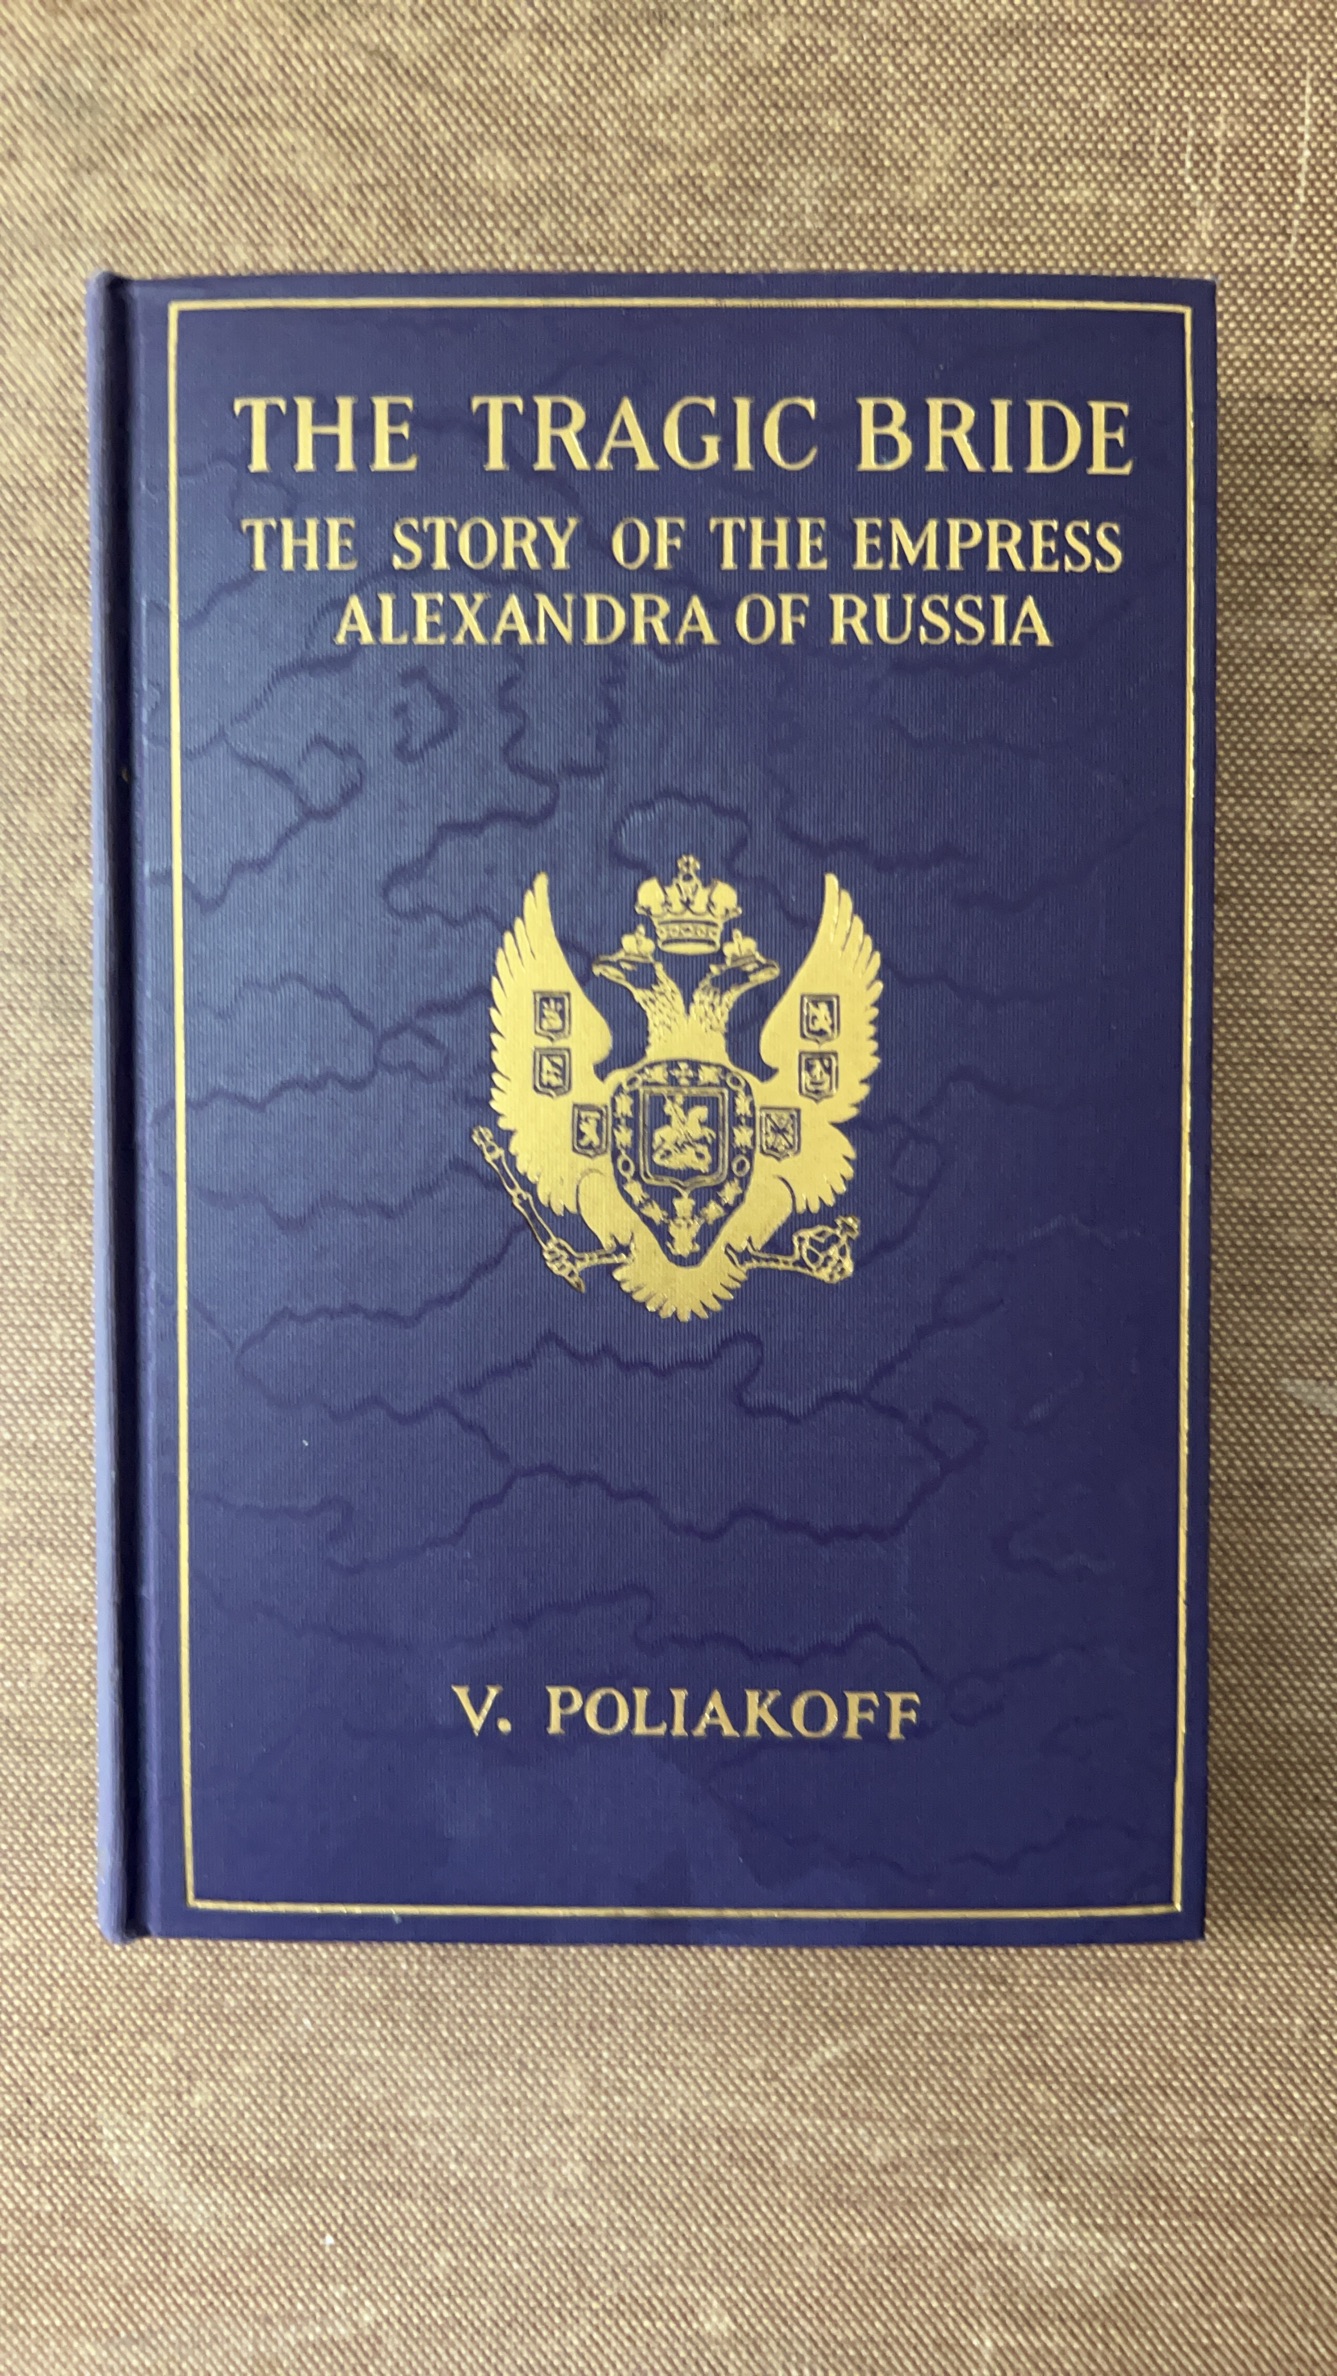 THE TRAGIC BRIDE
THE STORY OF THE EMPRESS
ALEXANDRA OF RUSSIA
V. POLIAKOFF